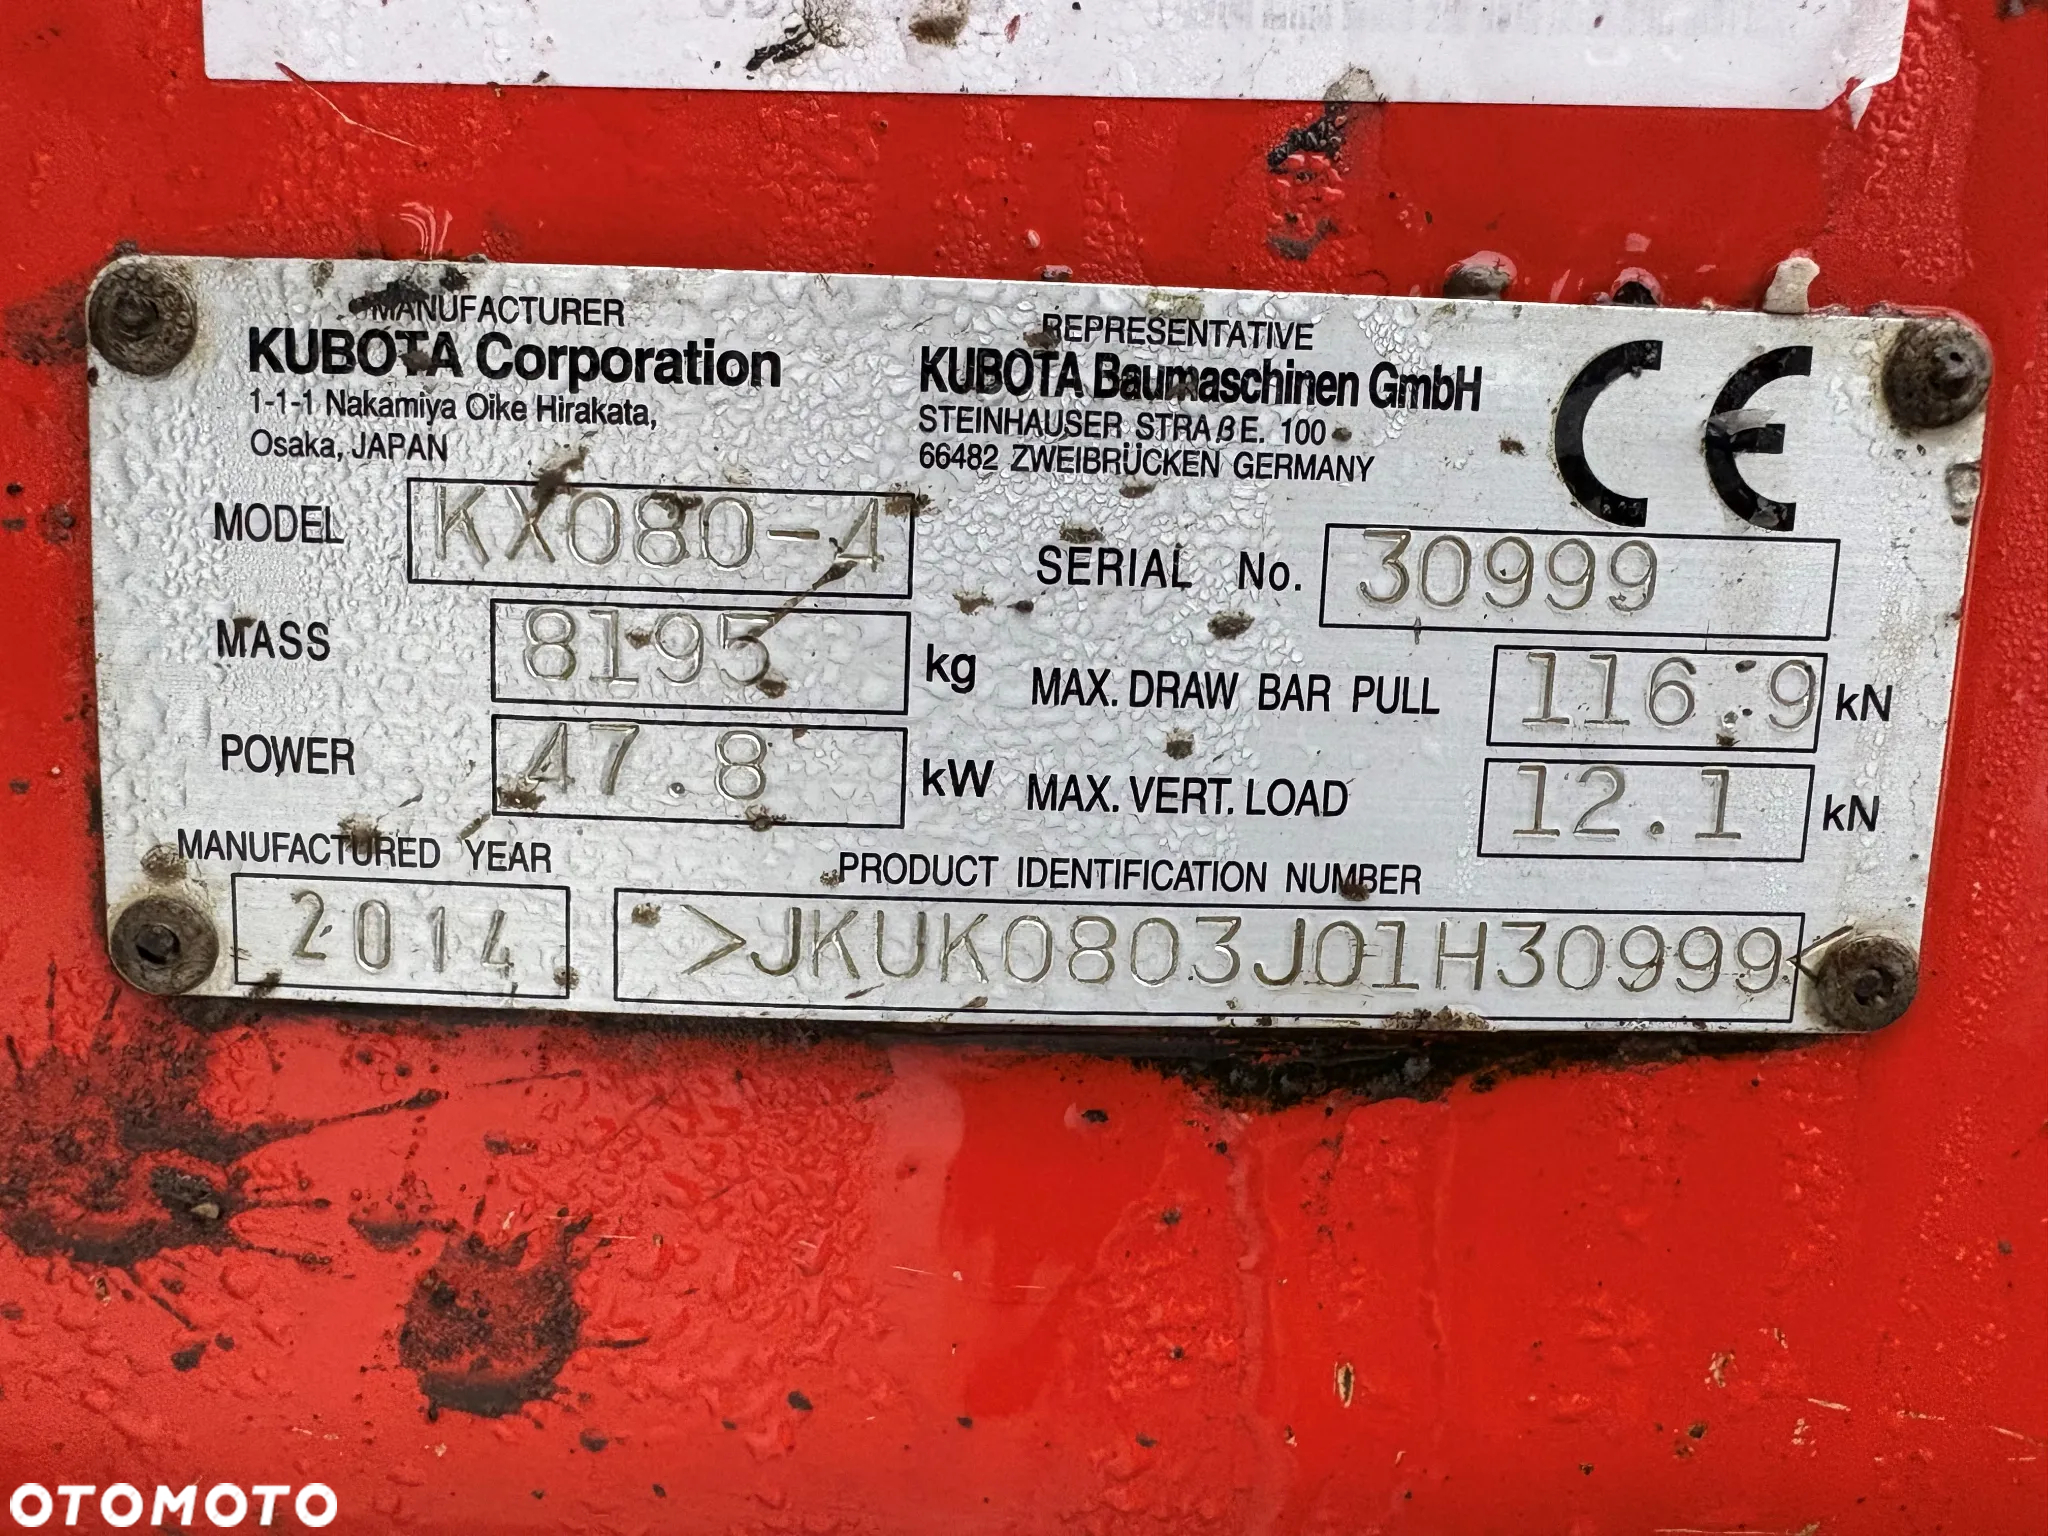 MANUFACTURER
KUBOTA Corporation
1-1-1 Nakamiya Oike Hirakata,
Osaka, JAPAN
REPRESENTATIVE
KUBOTA Baumaschinen GmbH
STEINHAUSER STRAßE. 100
66482 ZWEIBRÜCKEN GERMANY
CE
MODEL KX080-4
SERIAL No. 30999
MASS 8195 kg
MAX. DRAW BAR PULL 116.9 kN
POWER 47.8 kW
MAX. VERT. LOAD 12.1 kN
MANUFACTURED YEAR
2014
PRODUCT IDENTIFICATION NUMBER
>JKUK0803J01H30999<
OTOMOTO